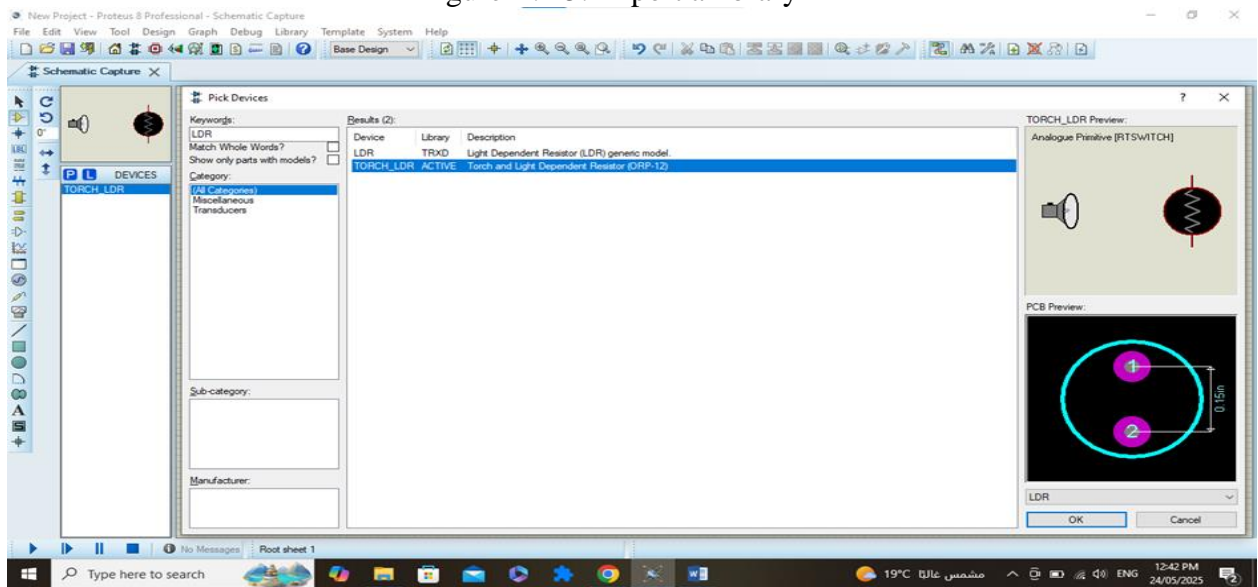 New Project - Proteus 8 Professional - Schematic Capture
File Edit View Tool Design Graph Debug Library Template System Help
Base Design
Schematic Capture
Pick Devices
Keywords:
LDR
Match Whole Words?
Show only parts with models?
Category:
(All Categories)
Miscellaneous
Transducers
Sub-category:
Manufacturer:
Results (2):
Device Library Description
LDR TRXD Light Dependent Resistor (LDR) generic model.
TORCH_LDR ACTIVE Torch and Light Dependent Resistor (ORP-12)
TORCH_LDR Preview:
Analogue Primitive [RTSWITCH]
PCB Preview:
1
2
0.15in
LDR
OK Cancel
0°
LBL
A
P L DEVICES
TORCH_LDR
No Messages Root sheet 1
Type here to search
19°C مشمس غالبًا
ENG
12:42 PM
24/05/2025